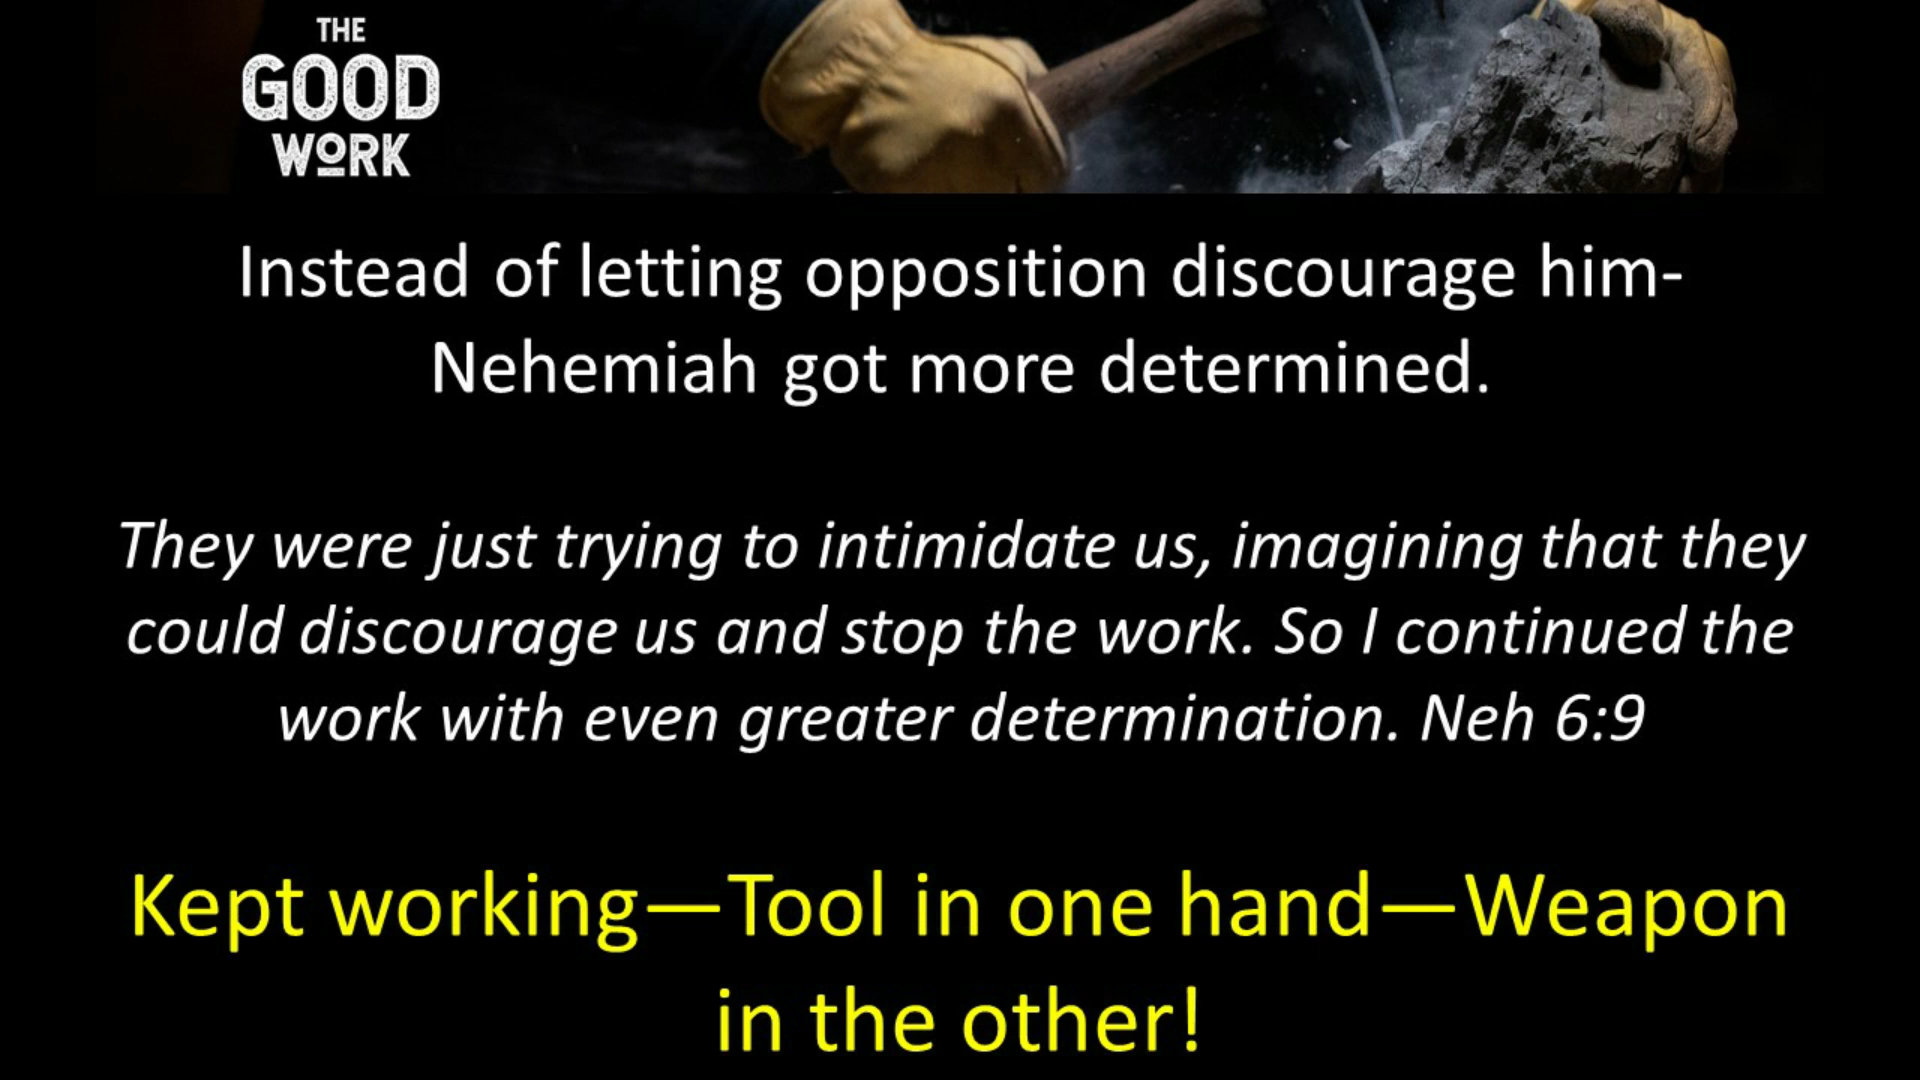 THE
GOOD
WORK
Instead of letting opposition discourage him-
Nehemiah got more determined.
They were just trying to intimidate us, imagining that they
could discourage us and stop the work. So I continued the
work with even greater determination. Neh 6:9
Kept working—Tool in one hand—Weapon
in the other!